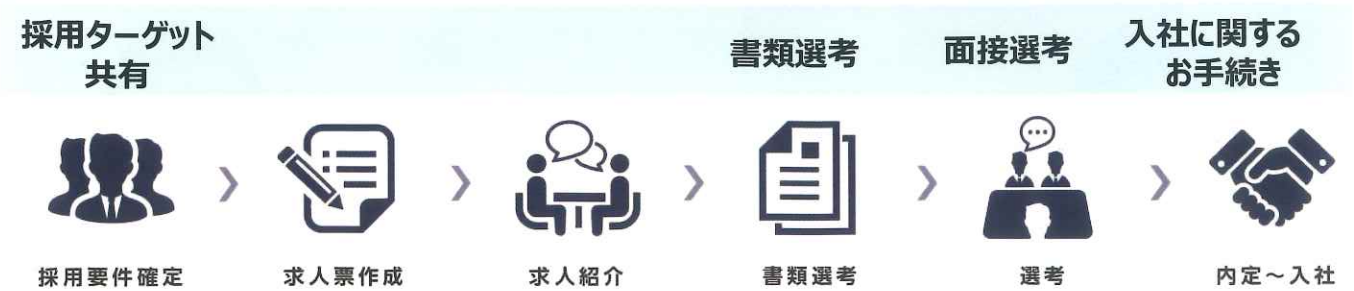 採用ターゲット
共有
書類選考
面接選考
入社に関する
お手続き
採用要件確定
求人票作成
求人紹介
書類選考
選考
内定～入社